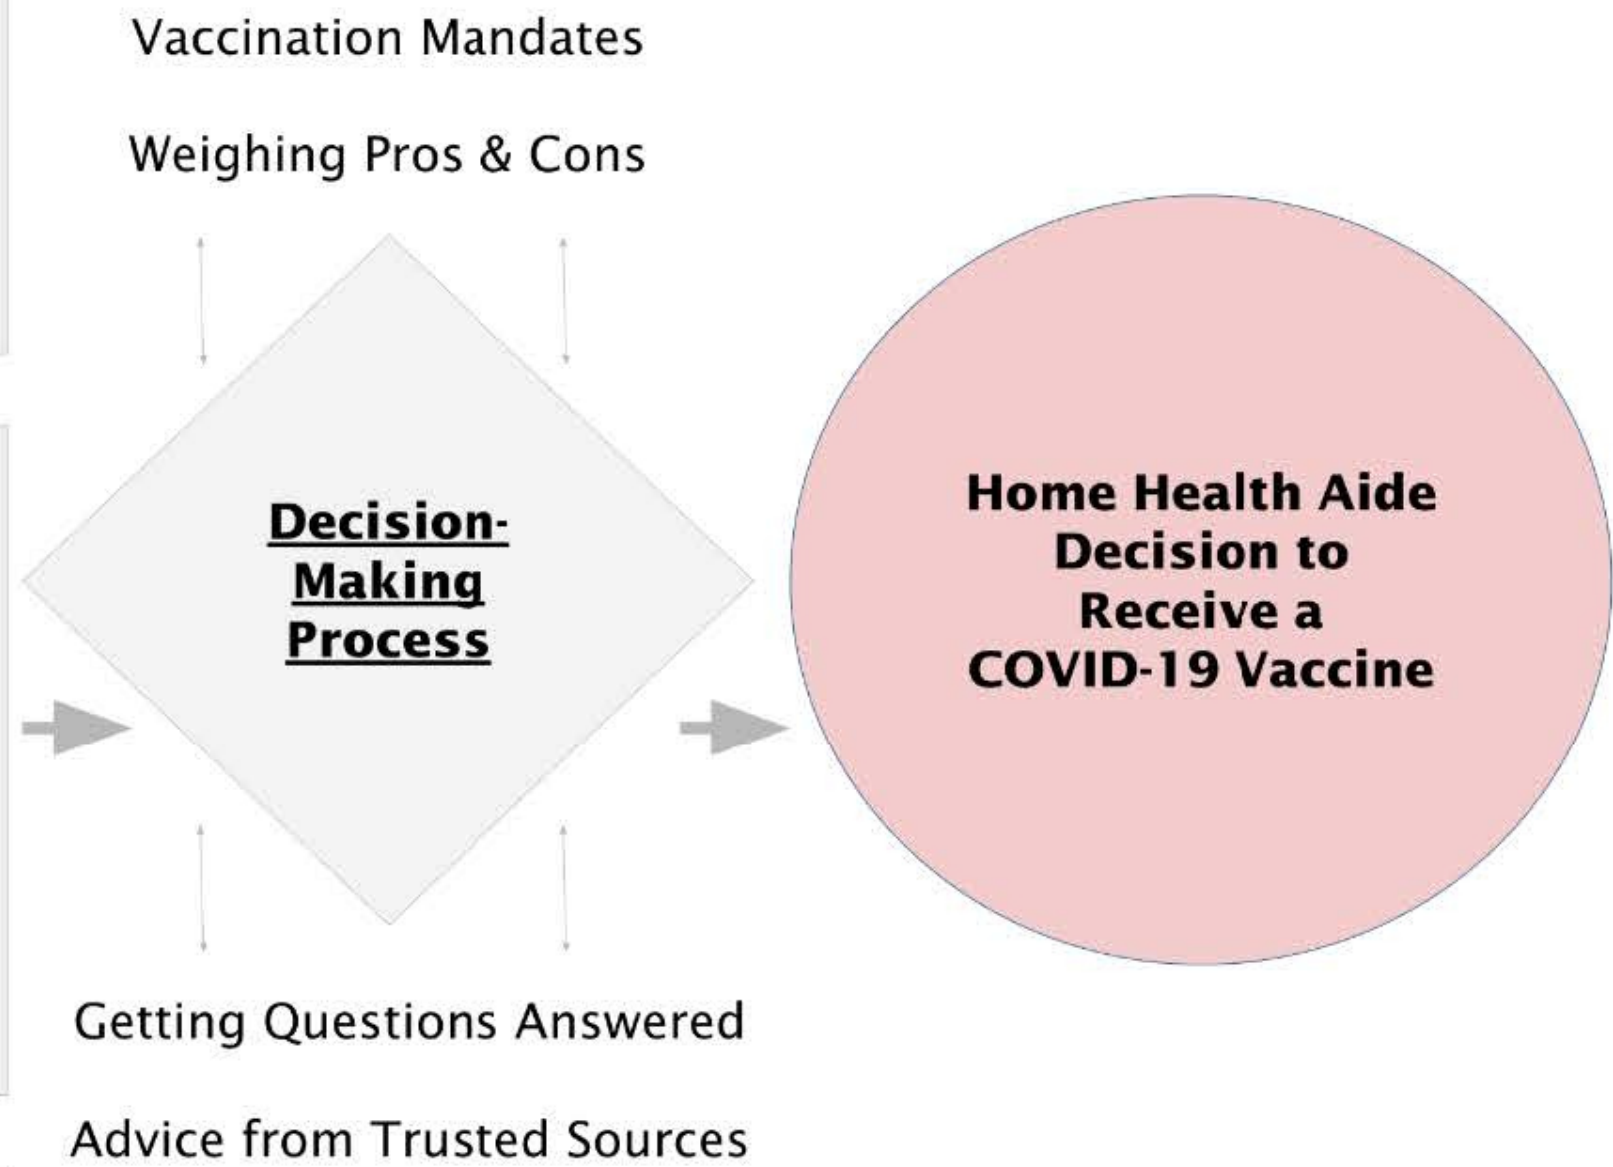 Vaccination Mandates
Weighing Pros & Cons
Decision-
Making
Process
Home Health Aide
Decision to
Receive a
COVID-19 Vaccine
Getting Questions Answered
Advice from Trusted Sources